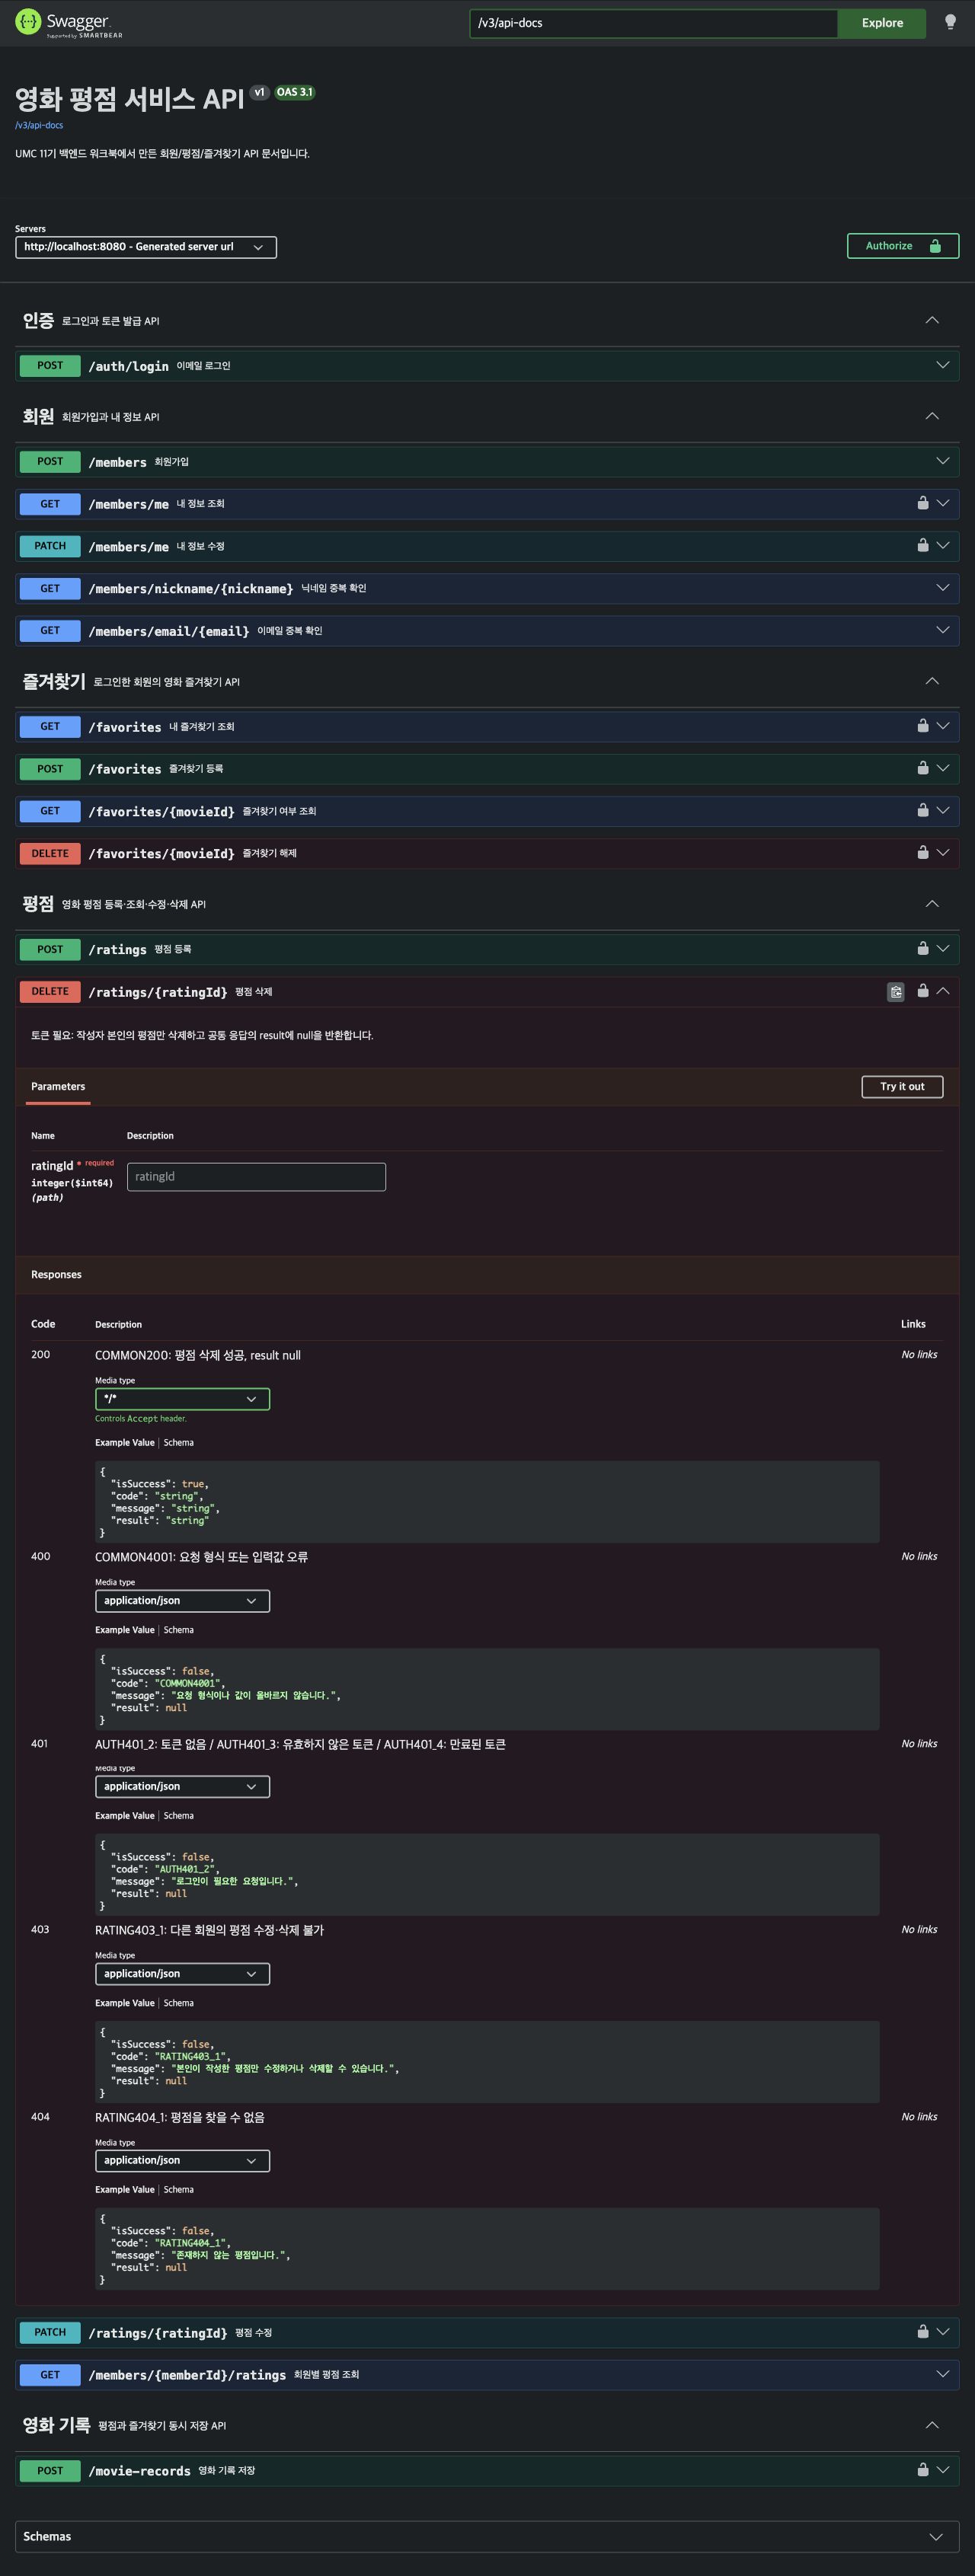 Swagger.
Supported by SMARTBEAR
/v3/api-docs
Explore
영화 평점 서비스 API v1 OAS 3.1
/v3/api-docs
UMC 11기 백엔드 워크북에서 만든 회원/평점/즐겨찾기 API 문서입니다.
Servers
http://localhost:8080 - Generated server url
Authorize
인증 로그인과 토큰 발급 API
POST /auth/login 이메일 로그인
회원 회원가입과 내 정보 API
POST /members 회원가입
GET /members/me 내 정보 조회
PATCH /members/me 내 정보 수정
GET /members/nickname/{nickname} 닉네임 중복 확인
GET /members/email/{email} 이메일 중복 확인
즐겨찾기 로그인한 회원의 영화 즐겨찾기 API
GET /favorites 내 즐겨찾기 조회
POST /favorites 즐겨찾기 등록
GET /favorites/{movieId} 즐겨찾기 여부 조회
DELETE /favorites/{movieId} 즐겨찾기 해제
평점 영화 평점 등록·조회·수정·삭제 API
POST /ratings 평점 등록
DELETE /ratings/{ratingId} 평점 삭제
토큰 필요: 작성자 본인의 평점만 삭제하고 공통 응답의 result에 null을 반환합니다.
Parameters
Try it out
Name Description
ratingId * required
integer($int64)
(path)
ratingId
Responses
Code Description Links
200 COMMON200: 평점 삭제 성공, result null No links
Media type
*/*
Controls Accept header.
Example Value | Schema
{
"isSuccess": true,
"code": "string",
"message": "string",
"result": "string"
}
400 COMMON4001: 요청 형식 또는 입력값 오류 No links
Media type
application/json
Example Value | Schema
{
"isSuccess": false,
"code": "COMMON4001",
"message": "요청 형식이나 값이 올바르지 않습니다.",
"result": null
}
401 AUTH401_2: 토큰 없음 / AUTH401_3: 유효하지 않은 토큰 / AUTH401_4: 만료된 토큰 No links
Media type
application/json
Example Value | Schema
{
"isSuccess": false,
"code": "AUTH401_2",
"message": "로그인이 필요한 요청입니다.",
"result": null
}
403 RATING403_1: 다른 회원의 평점 수정·삭제 불가 No links
Media type
application/json
Example Value | Schema
{
"isSuccess": false,
"code": "RATING403_1",
"message": "본인이 작성한 평점만 수정하거나 삭제할 수 있습니다.",
"result": null
}
404 RATING404_1: 평점을 찾을 수 없음 No links
Media type
application/json
Example Value | Schema
{
"isSuccess": false,
"code": "RATING404_1",
"message": "존재하지 않는 평점입니다.",
"result": null
}
PATCH /ratings/{ratingId} 평점 수정
GET /members/{memberId}/ratings 회원별 평점 조회
영화 기록 평점과 즐겨찾기 동시 저장 API
POST /movie-records 영화 기록 저장
Schemas